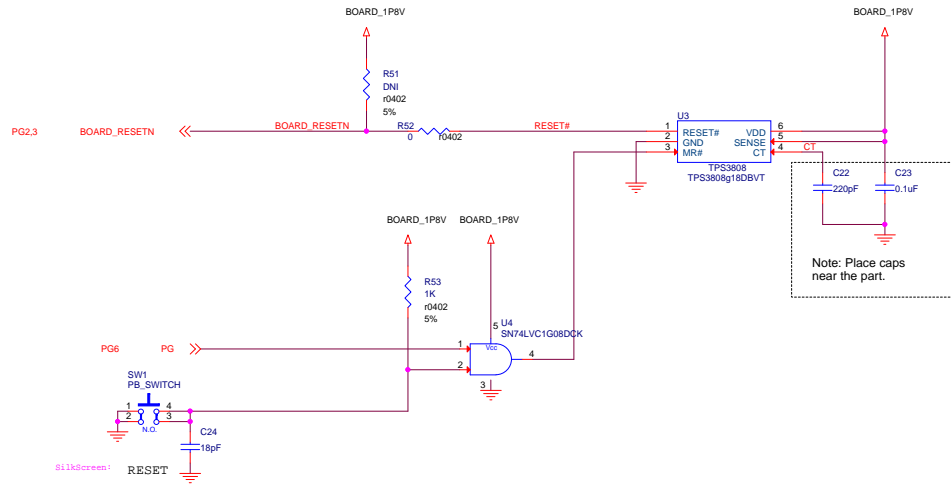 BOARD_1P8V
BOARD_1P8V
R51
DNI
r0402
5%
PG2,3
BOARD_RESETN
BOARD_RESETN
R52
0
r0402
RESET#
U3
1
2
3
RESET#
GND
MR#
VDD
SENSE
CT
6
5
4
CT
TPS3808
TPS3808g18DBVT
C22
220pF
C23
0.1uF
Note: Place caps
near the part.
BOARD_1P8V
BOARD_1P8V
R53
1K
r0402
5%
U4
SN74LVC1G08DCK
5
Vcc
PG6
PG
1
2
4
3
SW1
PB_SWITCH
1
2
4
3
N.O.
C24
18pF
SilkScreen:
RESET